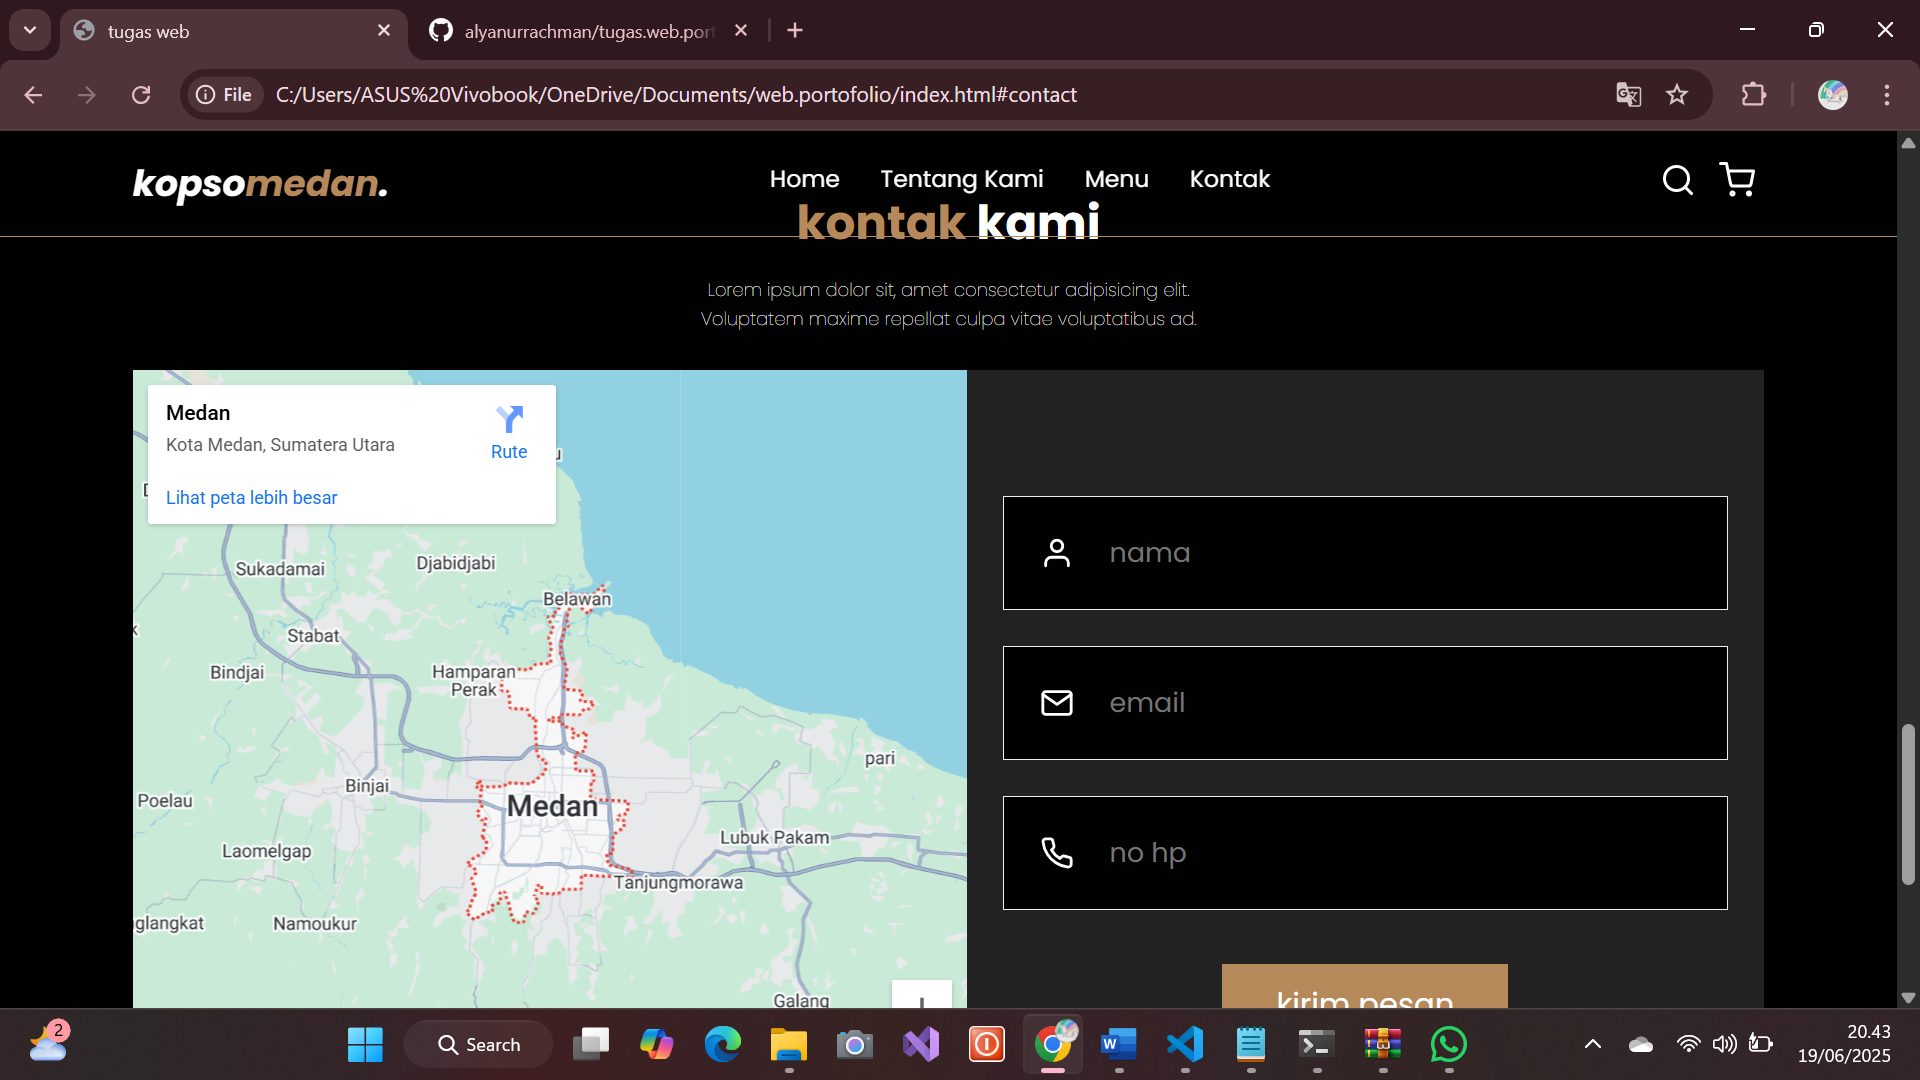 tugas web
alyanurrachman/tugas.web.port
File
C:/Users/ASUS%20Vivobook/OneDrive/Documents/web.portofolio/index.html#contact
kopsomedan.
Home Tentang Kami Menu Kontak
kontak kami
Lorem ipsum dolor sit, amet consectetur adipisicing elit.
Voluptatem maxime repellat culpa vitae voluptatibus ad.
Medan
Kota Medan, Sumatera Utara
Rute
Lihat peta lebih besar
Sukadamai
Djabidjabi
Belawan
Stabat
Bindjai
Hamparan
Perak
pari
Binjai
Poelau
Medan
Lubuk Pakam
Laomelgap
Tanjungmorawa
glangkat
Namoukur
Galang
nama
email
no hp
kirim pesan
2
Search
20.43
19/06/2025